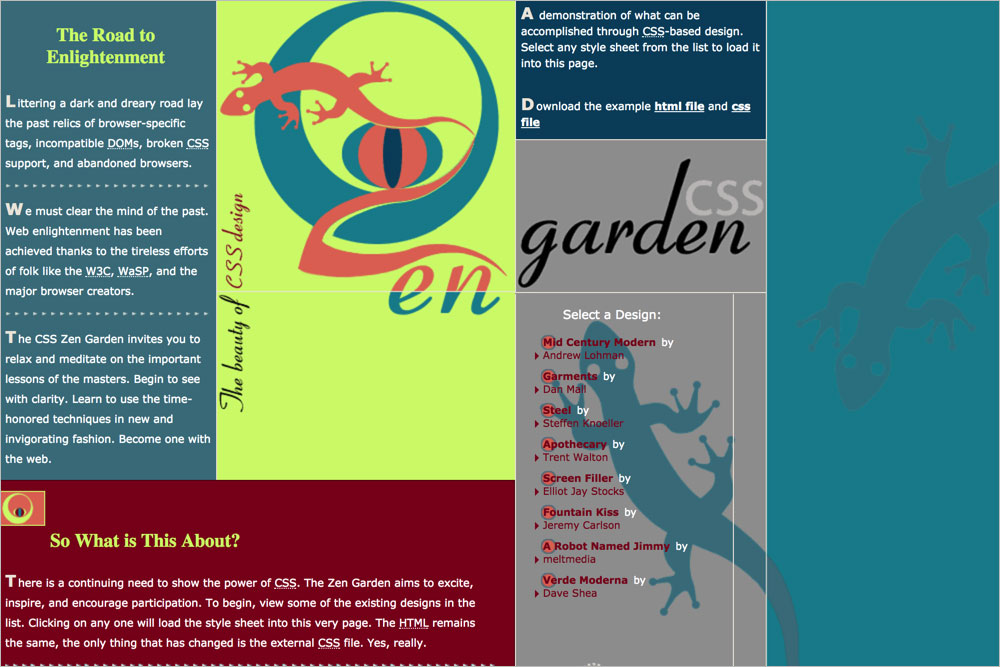 The Road to
Enlightenment
Littering a dark and dreary road lay
the past relics of browser-specific
tags, incompatible DOMs, broken CSS
support, and abandoned browsers.
We must clear the mind of the past.
Web enlightenment has been
achieved thanks to the tireless efforts
of folk like the W3C, WaSP, and the
major browser creators.
The CSS Zen Garden invites you to
relax and meditate on the important
lessons of the masters. Begin to see
with clarity. Learn to use the time-
honored techniques in new and
invigorating fashion. Become one with
the web.
The beauty of CSS design
Zen
A demonstration of what can be
accomplished through CSS-based design.
Select any style sheet from the list to load it
into this page.
Download the example html file and css
file
CSS
garden
Select a Design:
Mid Century Modern by
Andrew Lohman
Garments by
Dan Mall
Steel by
Steffen Knoeller
Apothecary by
Trent Walton
Screen Filler by
Elliot Jay Stocks
Fountain Kiss by
Jeremy Carlson
A Robot Named Jimmy by
meltmedia
Verde Moderna by
Dave Shea
So What is This About?
There is a continuing need to show the power of CSS. The Zen Garden aims to excite,
inspire, and encourage participation. To begin, view some of the existing designs in the
list. Clicking on any one will load the style sheet into this very page. The HTML remains
the same, the only thing that has changed is the external CSS file. Yes, really.